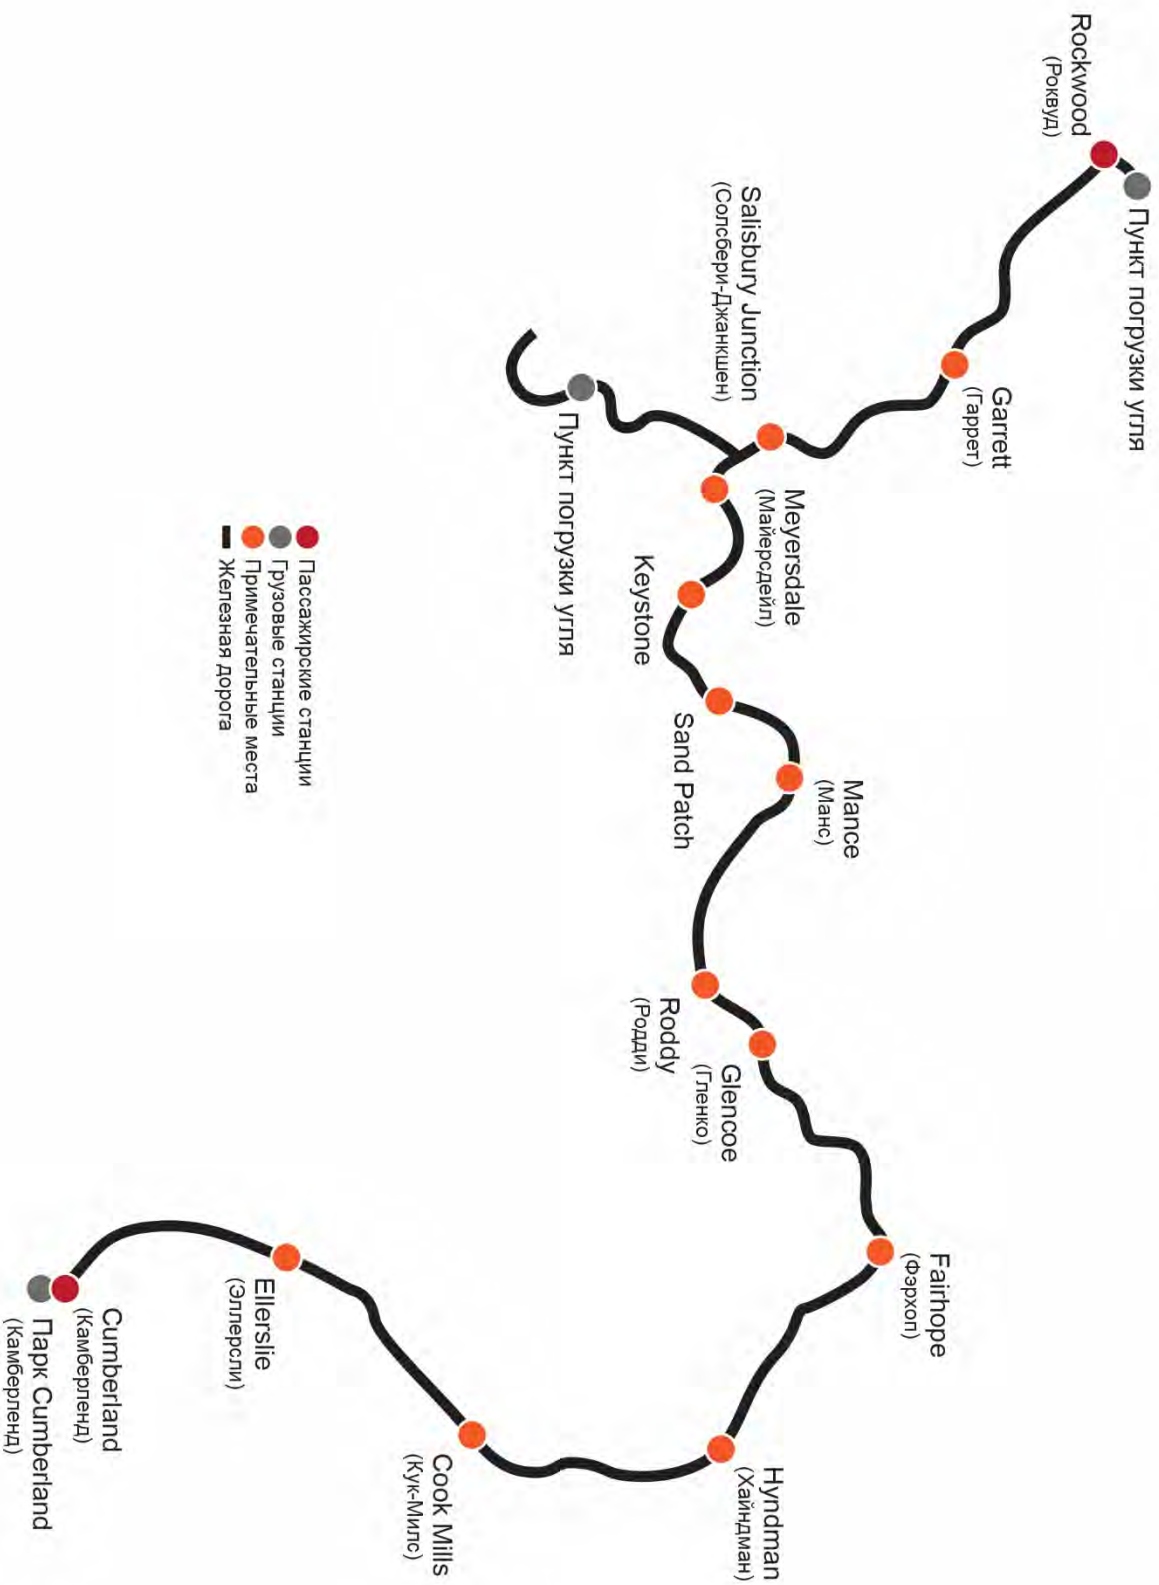 Rockwood
(Роквуд)
Пункт погрузки угля
Garrett
(Гаррет)
Salisbury Junction
(Солсбери-Джанкшен)
Meyersdale
(Майерсдейл)
Пункт погрузки угля
Keystone
Sand Patch
Mance
(Манс)
Roddy
(Родди)
Glencoe
(Гленко)
Fairhope
(Фэрхоп)
Hyndman
(Хайндман)
Cook Mills
(Кук-Милс)
Ellerslie
(Эллерсли)
Cumberland
(Камберленд)
Парк Cumberland
(Камберленд)
Пассажирские станции
Грузовые станции
Примечательные места
Железная дорога